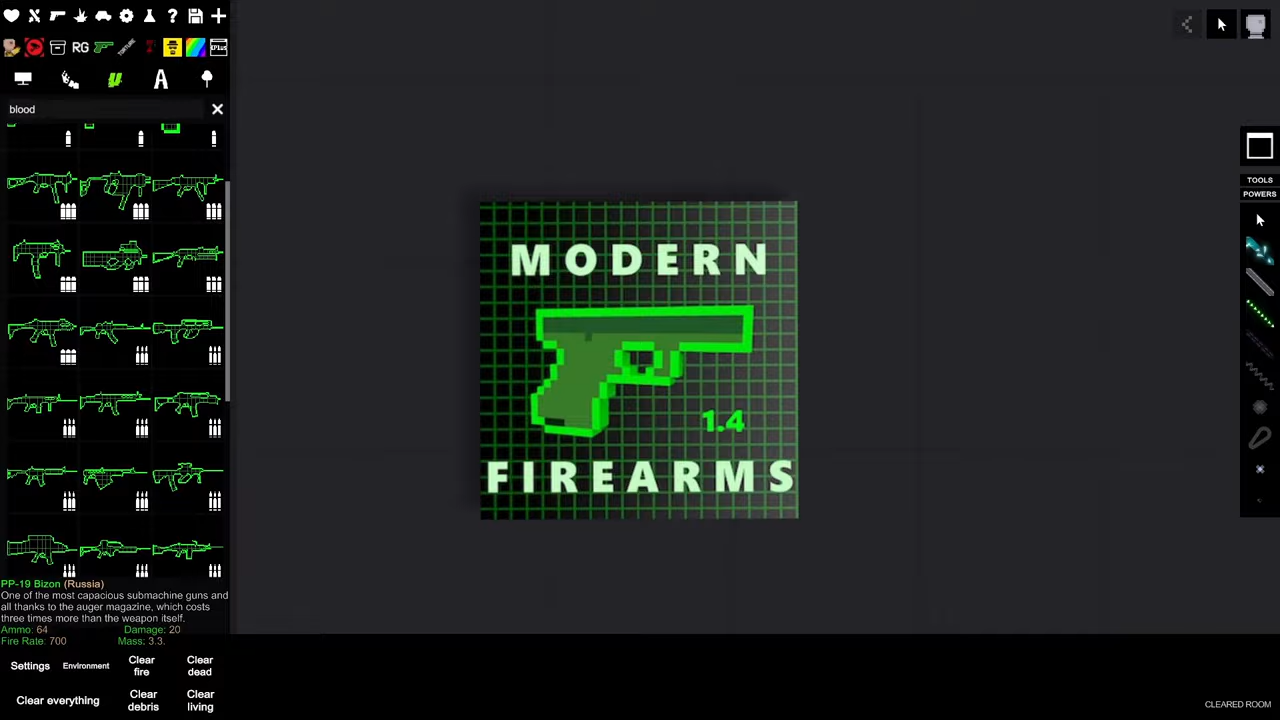 RG
iPlus
blood
MODERN
1.4
FIREARMS
TOOLS
POWERS
PP-19 Bizon (Russia)
One of the most capacious submachine guns and
all thanks to the auger magazine, which costs
three times more than the weapon itself.
Ammo: 64 Damage: 20
Fire Rate: 700 Mass: 3.3.
Settings
Environment
Clear
fire
Clear
dead
Clear everything
Clear
debris
Clear
living
CLEARED ROOM